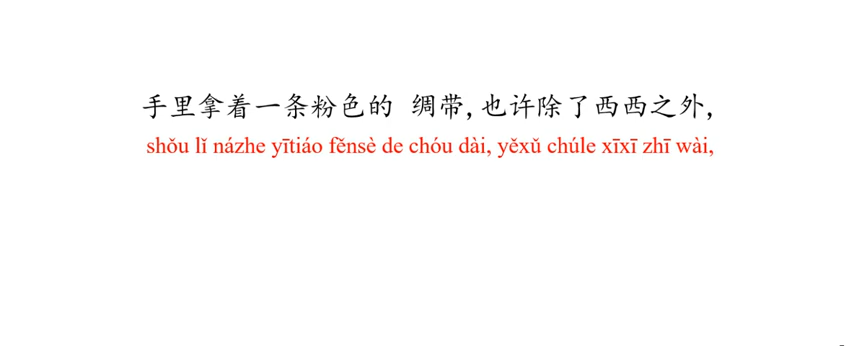 手里拿着一条粉色的 绸带,也许除了西西之外,
shǒu lǐ názhe yītiáo fěnsè de chóu dài, yěxǔ chúle xīxī zhī wài,